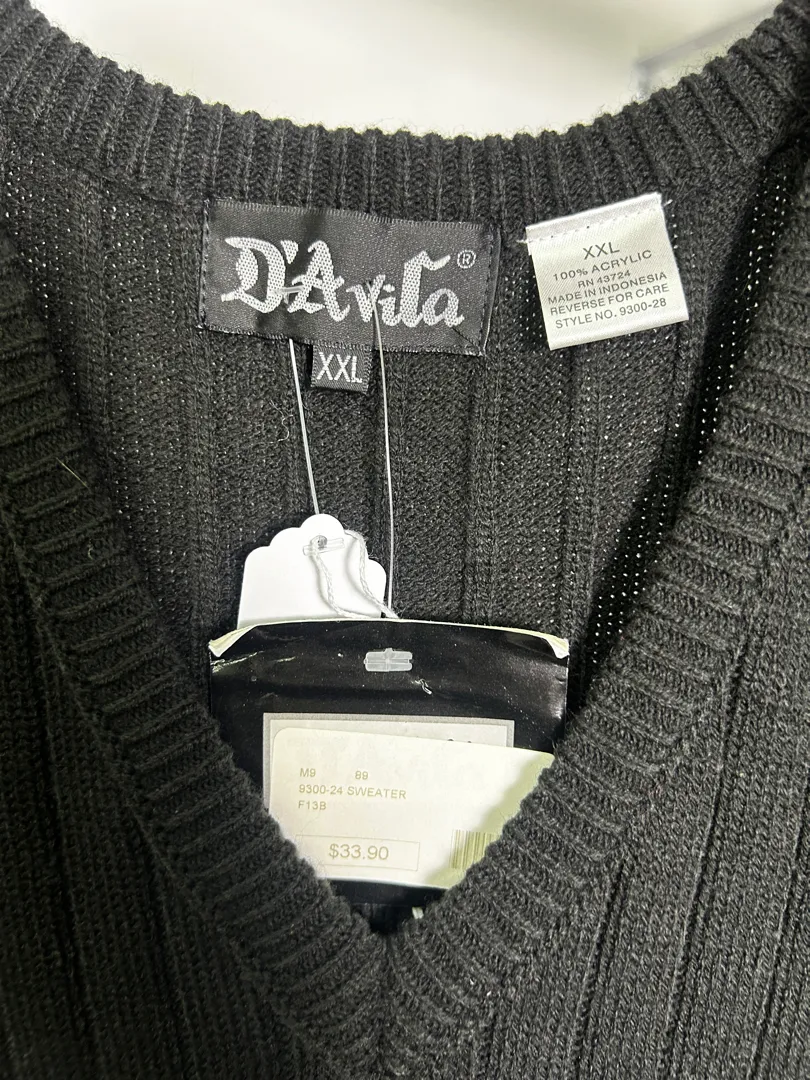 D'Avila®
XXL
XXL
100% ACRYLIC
RN 43724
MADE IN INDONESIA
REVERSE FOR CARE
STYLE NO. 9300-28
M9 89
9300-24 SWEATER
F13B
$33.90